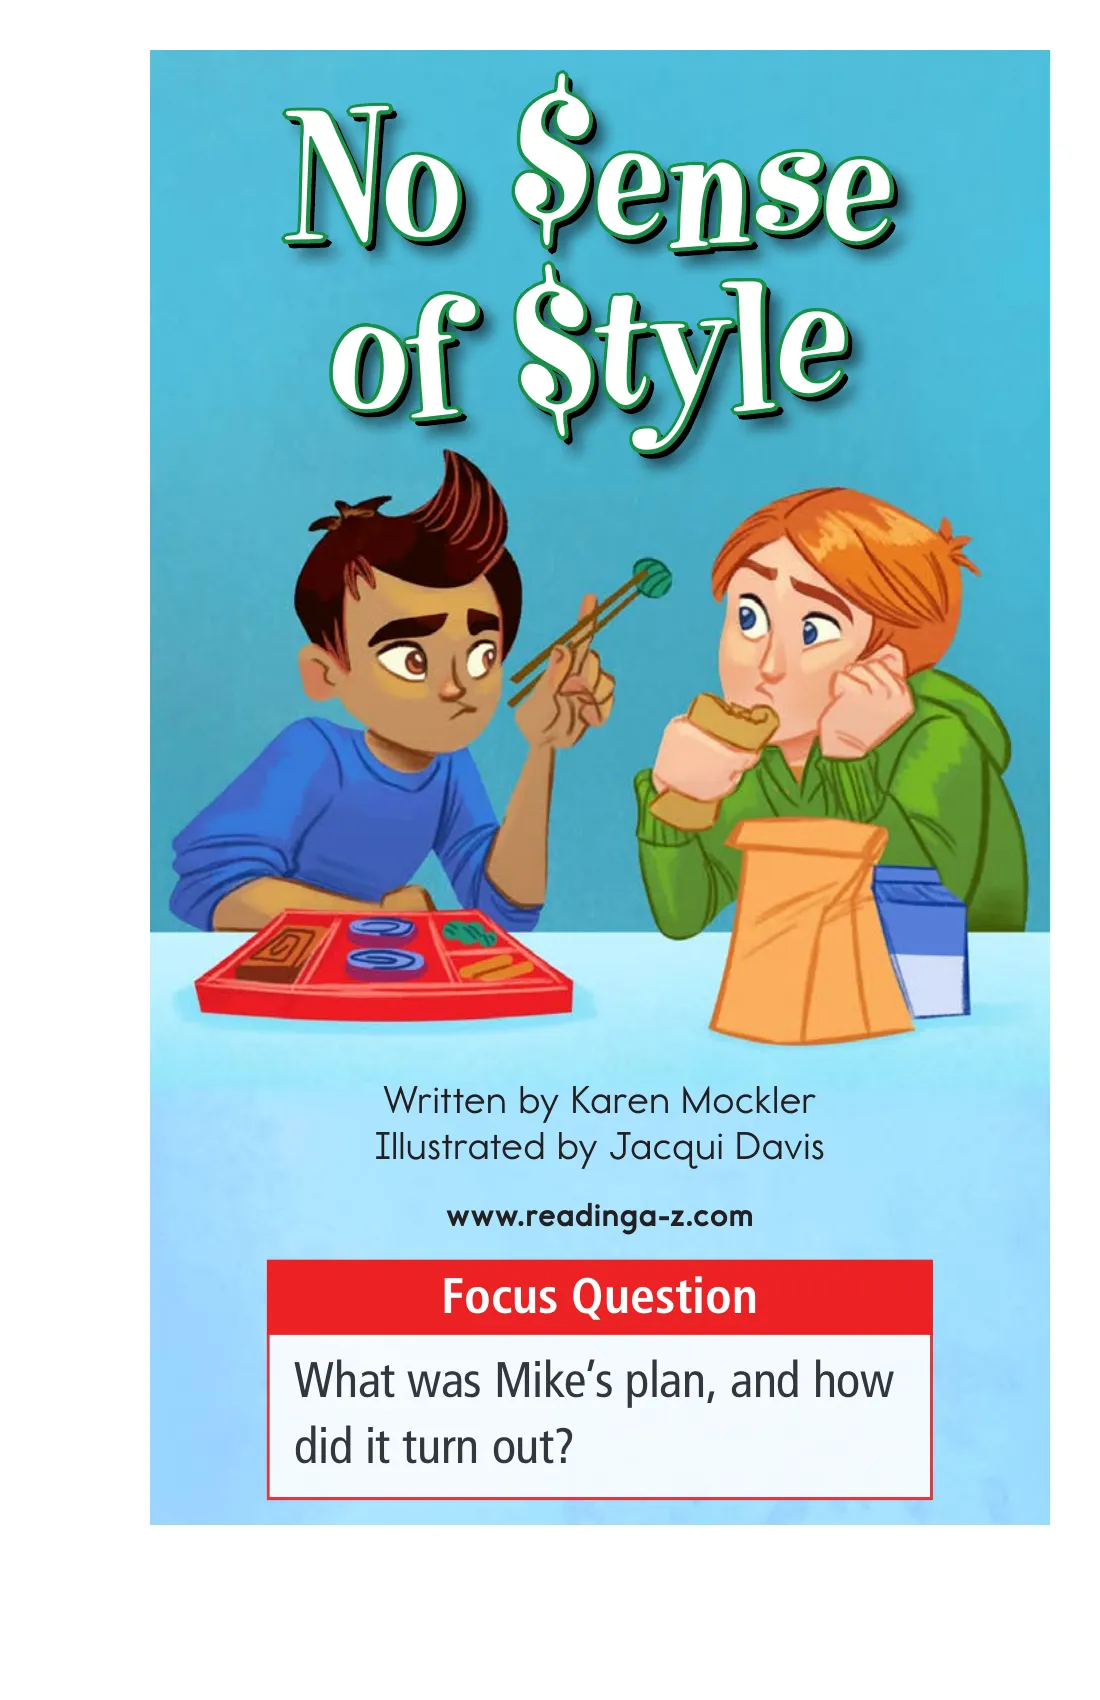 No $ense
of $tyle
Written by Karen Mockler
Illustrated by Jacqui Davis
www.readinga-z.com
Focus Question
What was Mike’s plan, and how
did it turn out?